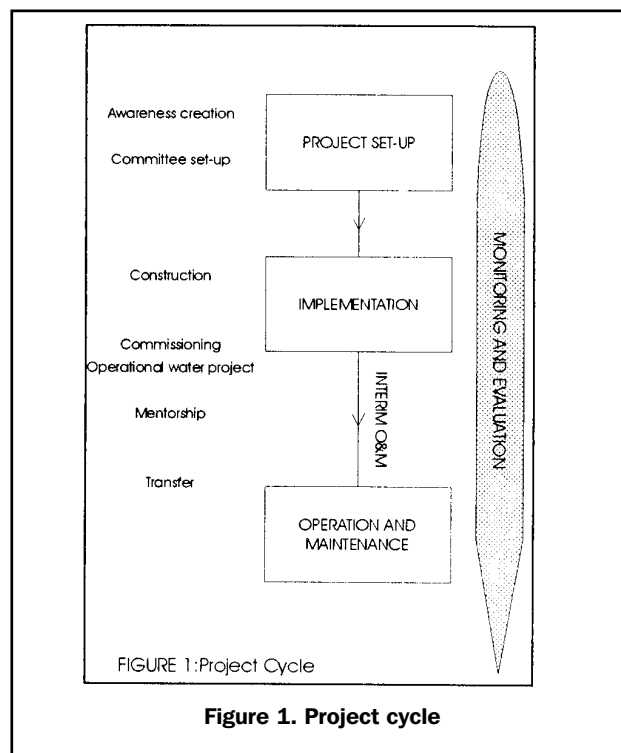 Awareness creation
PROJECT SET-UP
Committee set-up
Construction
IMPLEMENTATION
Commissioning
Operational water project
INTERIM O&M
Mentorship
Transfer
OPERATION AND
MAINTENANCE
MONITORING AND EVALUATION
FIGURE 1:Project Cycle
Figure 1. Project cycle